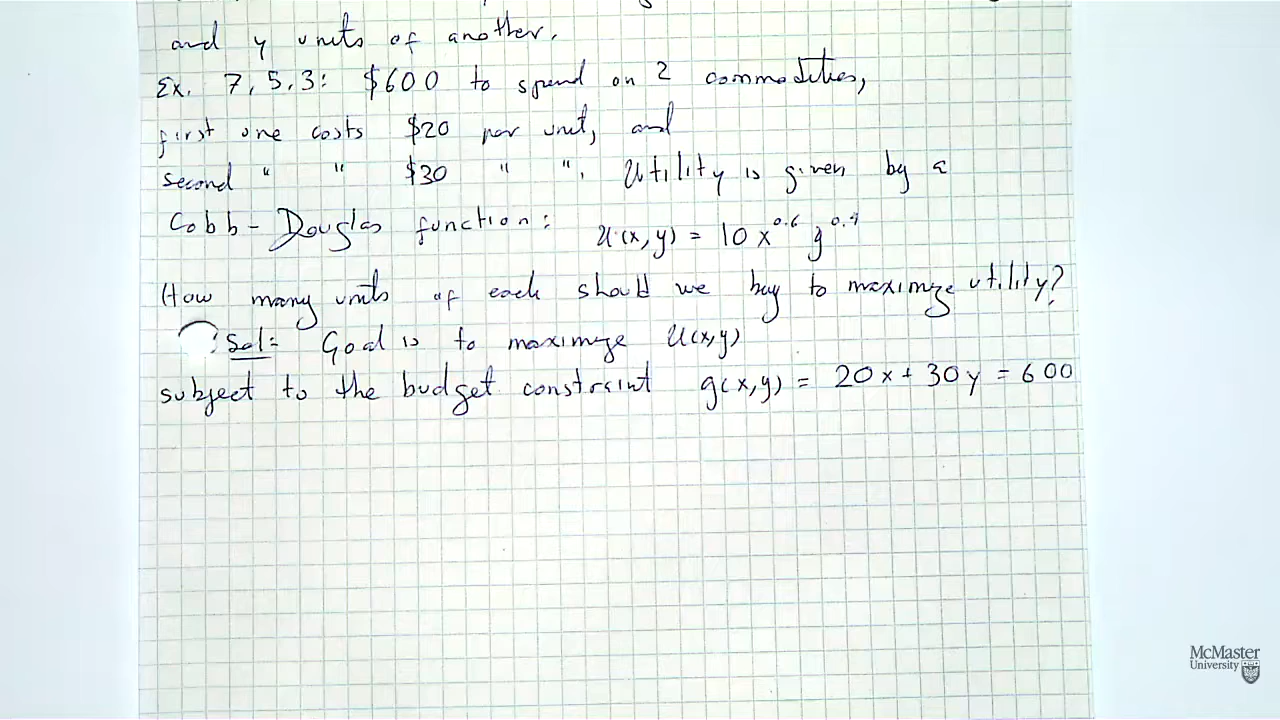 and y units of another.
Ex. 7.5.3: $600 to spend on 2 commodities,
first one costs $20 per unit, and
second " " $30 " ". Utility is given by a
Cobb-Douglas function: U(x,y) = 10 x^0.6 y^0.4
How many units of each should we buy to maximize utility?
Sol: Goal is to maximize U(x,y)
subject to the budget constraint g(x,y) = 20x + 30y = 600
McMaster
University